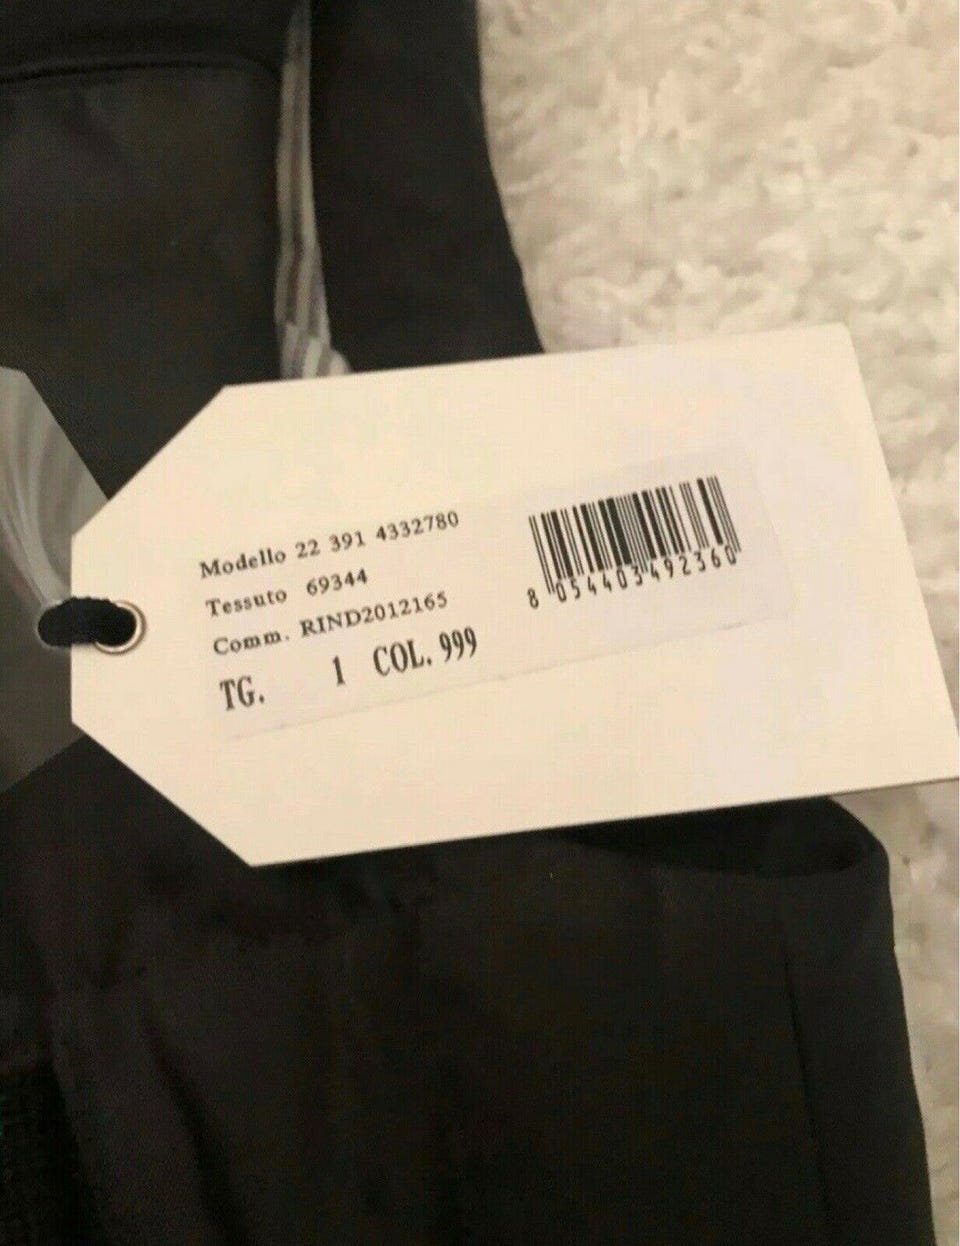 Modello 22 391 4332780
Tessuto 69344
Comm. RIND2012165
TG. 1 COL. 999
8 054403 492360